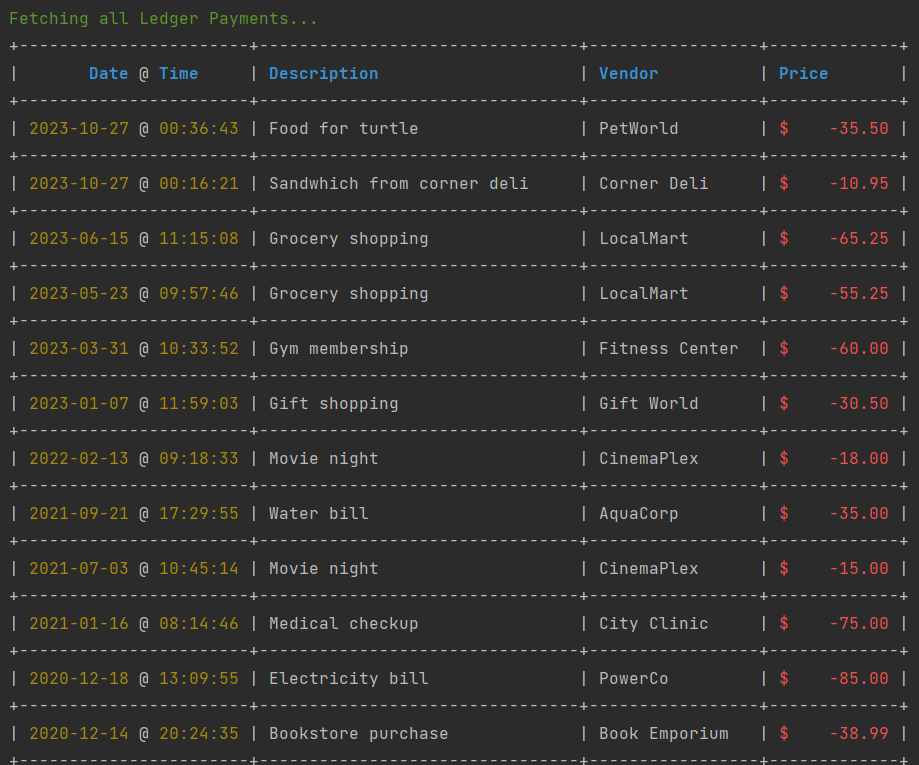 Fetching all Ledger Payments...
+-----------------------+--------------------------------+-----------------+-------------+
|       Date @ Time     | Description                    | Vendor          | Price       |
+-----------------------+--------------------------------+-----------------+-------------+
| 2023-10-27 @ 00:36:43 | Food for turtle                | PetWorld        | $    -35.50 |
+-----------------------+--------------------------------+-----------------+-------------+
| 2023-10-27 @ 00:16:21 | Sandwhich from corner deli     | Corner Deli     | $    -10.95 |
+-----------------------+--------------------------------+-----------------+-------------+
| 2023-06-15 @ 11:15:08 | Grocery shopping               | LocalMart       | $    -65.25 |
+-----------------------+--------------------------------+-----------------+-------------+
| 2023-05-23 @ 09:57:46 | Grocery shopping               | LocalMart       | $    -55.25 |
+-----------------------+--------------------------------+-----------------+-------------+
| 2023-03-31 @ 10:33:52 | Gym membership                 | Fitness Center  | $    -60.00 |
+-----------------------+--------------------------------+-----------------+-------------+
| 2023-01-07 @ 11:59:03 | Gift shopping                  | Gift World      | $    -30.50 |
+-----------------------+--------------------------------+-----------------+-------------+
| 2022-02-13 @ 09:18:33 | Movie night                    | CinemaPlex      | $    -18.00 |
+-----------------------+--------------------------------+-----------------+-------------+
| 2021-09-21 @ 17:29:55 | Water bill                     | AquaCorp        | $    -35.00 |
+-----------------------+--------------------------------+-----------------+-------------+
| 2021-07-03 @ 10:45:14 | Movie night                    | CinemaPlex      | $    -15.00 |
+-----------------------+--------------------------------+-----------------+-------------+
| 2021-01-16 @ 08:14:46 | Medical checkup                | City Clinic     | $    -75.00 |
+-----------------------+--------------------------------+-----------------+-------------+
| 2020-12-18 @ 13:09:55 | Electricity bill               | PowerCo         | $    -85.00 |
+-----------------------+--------------------------------+-----------------+-------------+
| 2020-12-14 @ 20:24:35 | Bookstore purchase             | Book Emporium   | $    -38.99 |
+-----------------------+--------------------------------+-----------------+-------------+